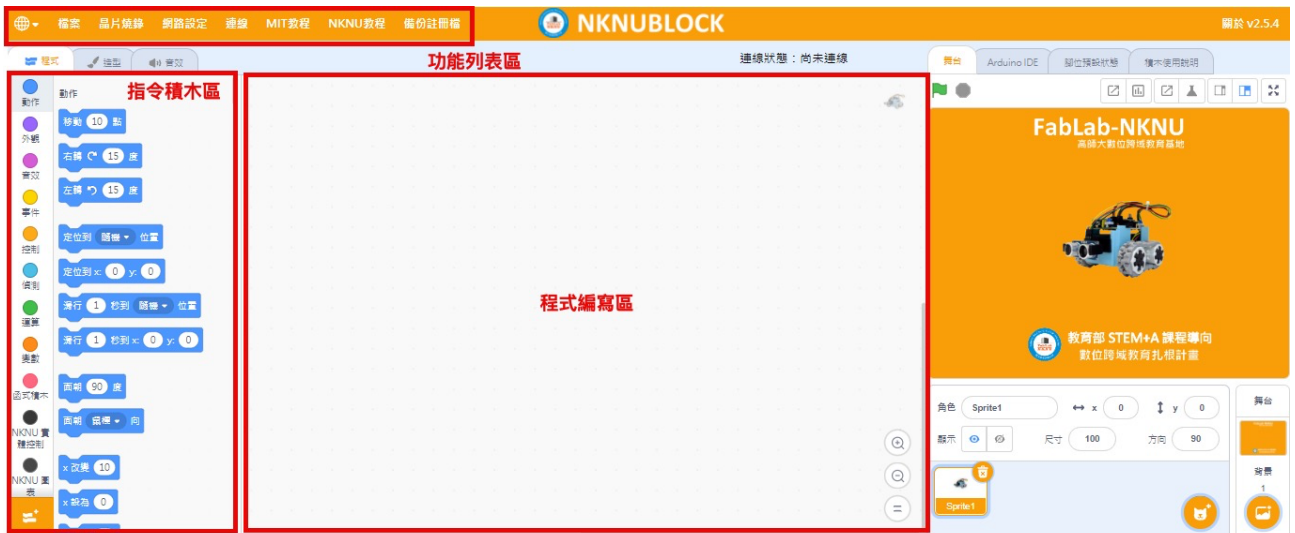 檔案 晶片燒錄 網路設定 連線 MIT教程 NKNU教程 備份註冊檔 NKNUBLOCK 關於 v2.5.4
程式 造型 音效 功能列表區 連線狀態：尚未連線 舞台 Arduino IDE 腳位預設狀態 積木使用說明
動作
外觀
音效
事件
控制
偵測
運算
變數
函式積木
NKNU 實
體控制
NKNU 圖
表
動作 指令積木區
移動 10 點
右轉 15 度
左轉 15 度
定位到 隨機 位置
定位到 x: 0 y: 0
滑行 1 秒到 隨機 位置
滑行 1 秒到 x: 0 y: 0
面朝 90 度
面朝 鼠標 向
x 改變 10
x 設為 0
程式編寫區
FabLab-NKNU
高師大數位跨域教育基地
教育部 STEM+A 課程導向
數位跨域教育扎根計畫
角色 Sprite1 x 0 y 0
顯示 尺寸 100 方向 90
Sprite1
舞台
背景
1